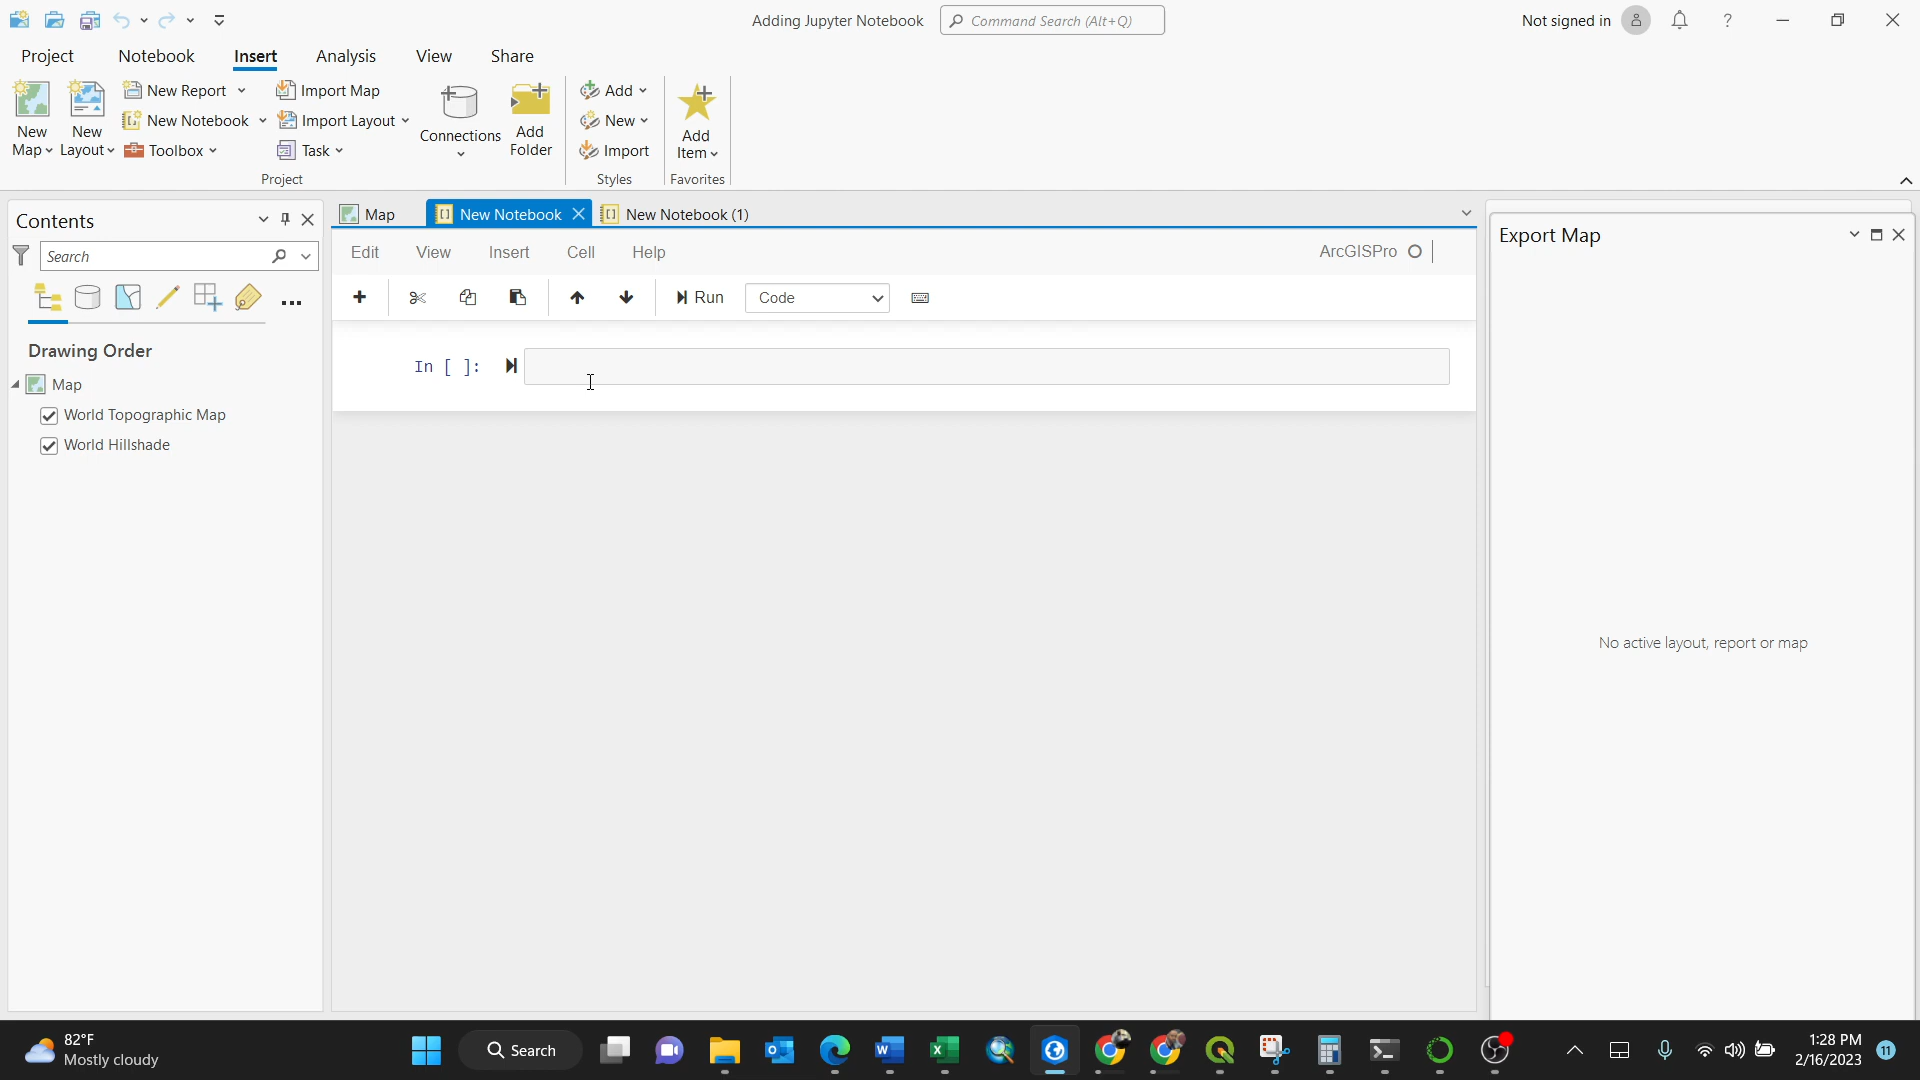 Adding Jupyter Notebook
Command Search (Alt+Q)
Not signed in
Project
Notebook
Insert
Analysis
View
Share
New Map
New Layout
New Report
New Notebook
Toolbox
Import Map
Import Layout
Task
Connections
Add Folder
Project
Add
New
Import
Styles
Add Item
Favorites
Contents
Search
Drawing Order
Map
World Topographic Map
World Hillshade
Map
New Notebook
New Notebook (1)
Edit
View
Insert
Cell
Help
ArcGISPro
Run
Code
In [ ]:
Export Map
No active layout, report or map
82°F
Mostly cloudy
Search
1:28 PM
2/16/2023
11